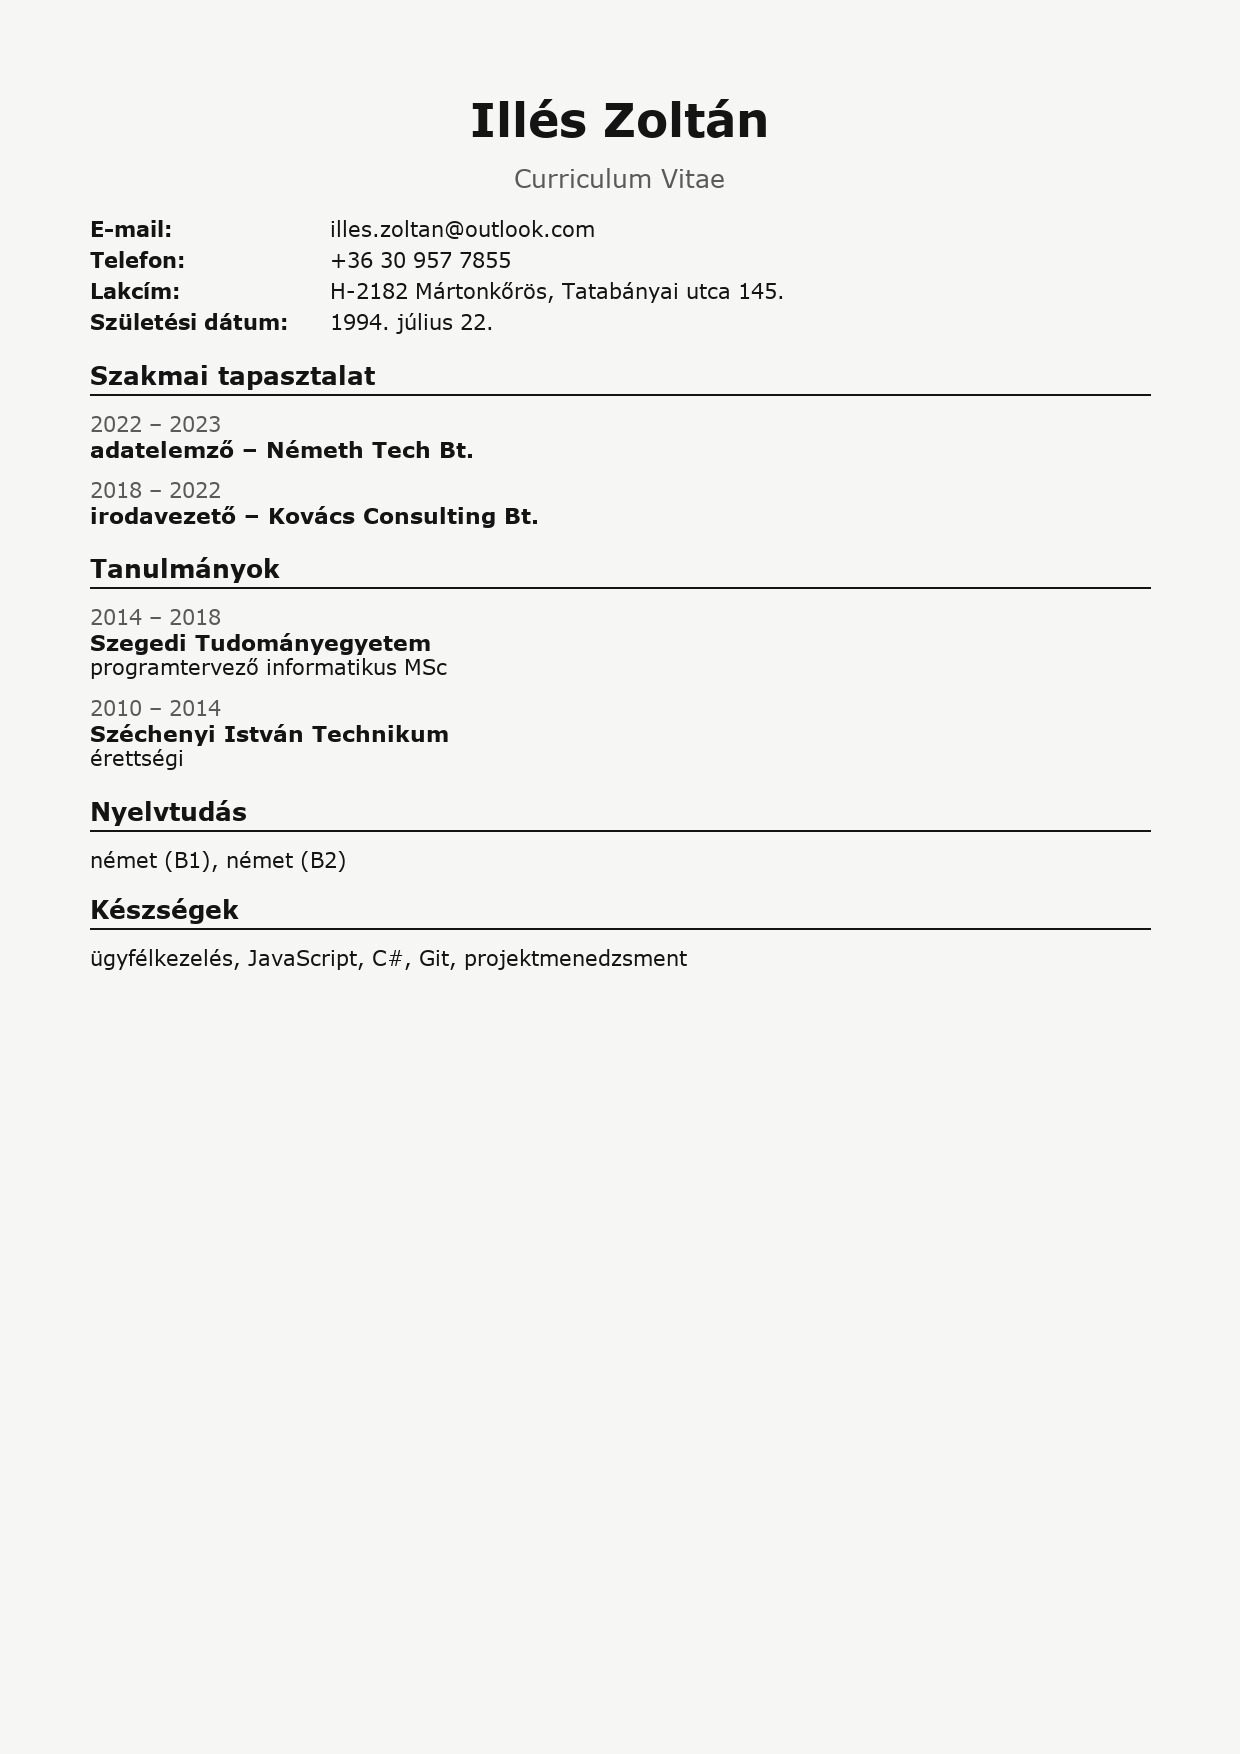 Illés Zoltán
Curriculum Vitae
E-mail: illes.zoltan@outlook.com
Telefon: +36 30 957 7855
Lakcím: H-2182 Mártonkőrös, Tatabányai utca 145.
Születési dátum: 1994. július 22.
Szakmai tapasztalat
2022 – 2023
adatelemző – Németh Tech Bt.
2018 – 2022
irodavezető – Kovács Consulting Bt.
Tanulmányok
2014 – 2018
Szegedi Tudományegyetem
programtervező informatikus MSc
2010 – 2014
Széchenyi István Technikum
érettségi
Nyelvtudás
német (B1), német (B2)
Készségek
ügyfélkezelés, JavaScript, C#, Git, projektmenedzsment